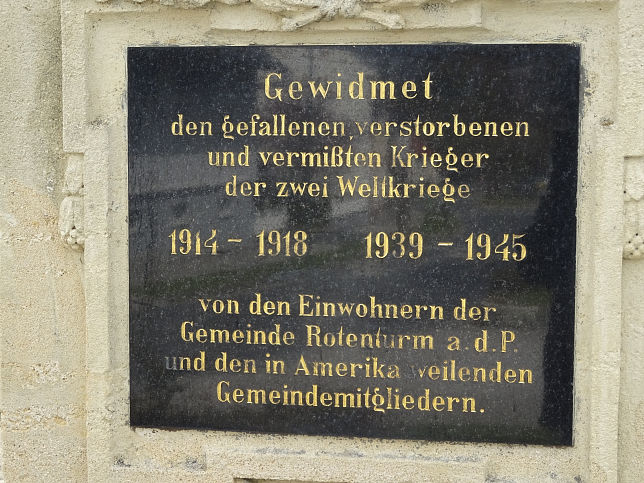 Gewidmet
den gefallenen, verstorbenen
und vermißten Krieger
der zwei Weltkriege
1914 – 1918 1939 – 1945
von den Einwohnern der
Gemeinde Rotenturm a.d.P.
und den in Amerika weilenden
Gemeindemitgliedern.